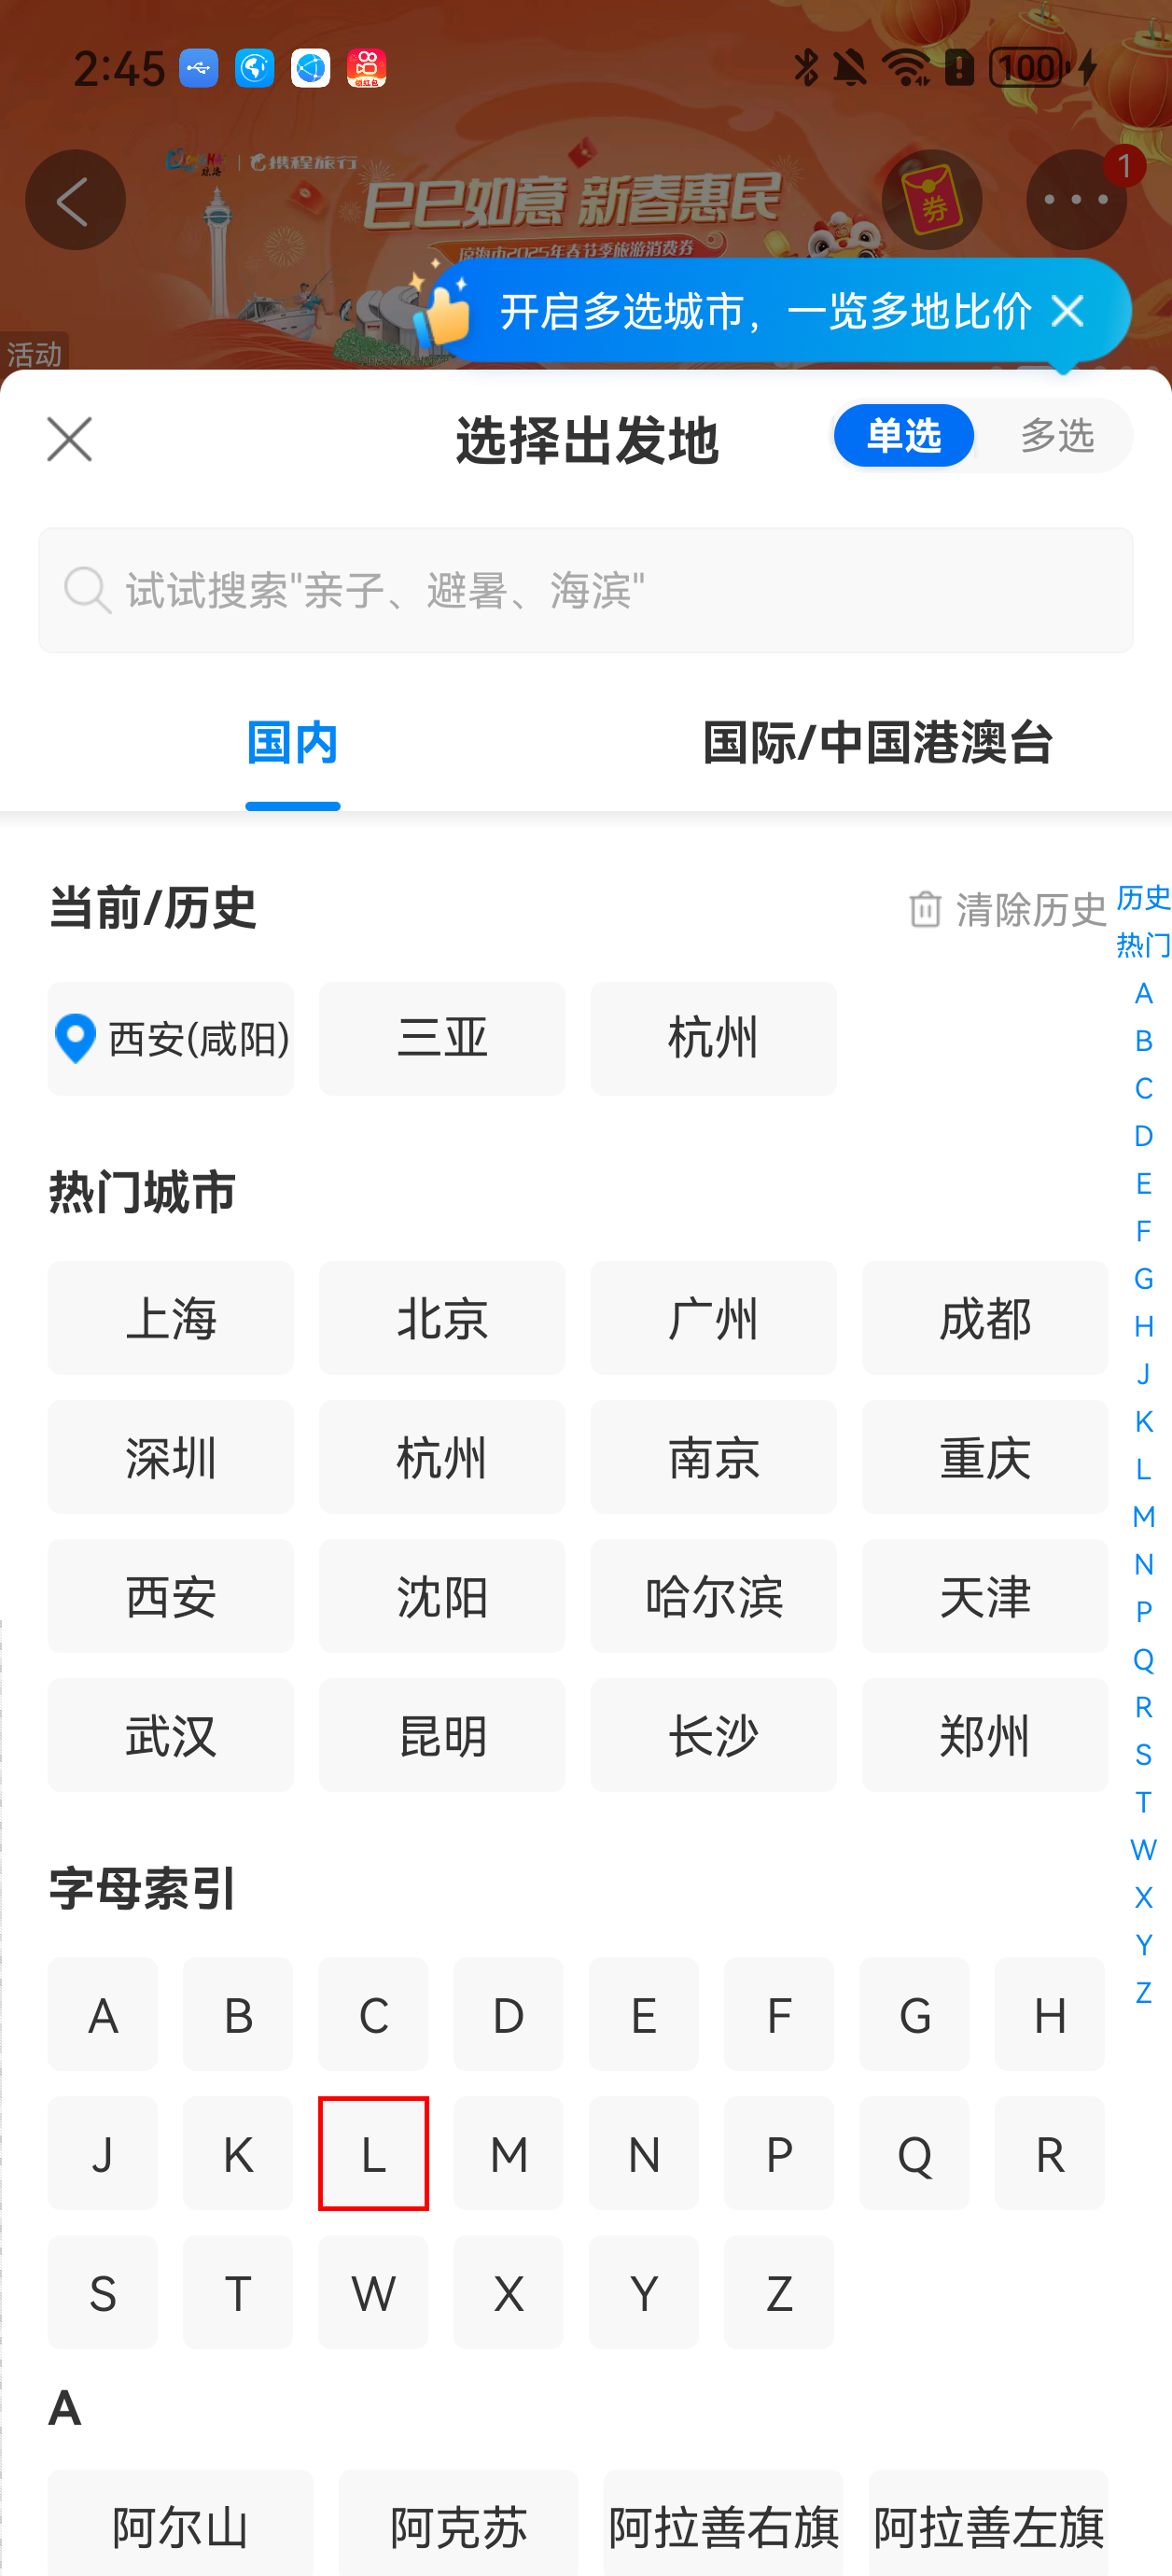 2:45
100
携程旅行
巳巳如意 新春惠民
滨海市2025年春节季旅游消费券
券
1
开启多选城市，一览多地比价
活动
选择出发地
单选
多选
试试搜索"亲子、避暑、海滨"
国内
国际/中国港澳台
当前/历史
清除历史
西安(咸阳)
三亚
杭州
热门城市
上海
北京
广州
成都
深圳
杭州
南京
重庆
西安
沈阳
哈尔滨
天津
武汉
昆明
长沙
郑州
字母索引
A
B
C
D
E
F
G
H
J
K
L
M
N
P
Q
R
S
T
W
X
Y
Z
A
阿尔山
阿克苏
阿拉善右旗
阿拉善左旗
历史
热门
A
B
C
D
E
F
G
H
J
K
L
M
N
P
Q
R
S
T
W
X
Y
Z